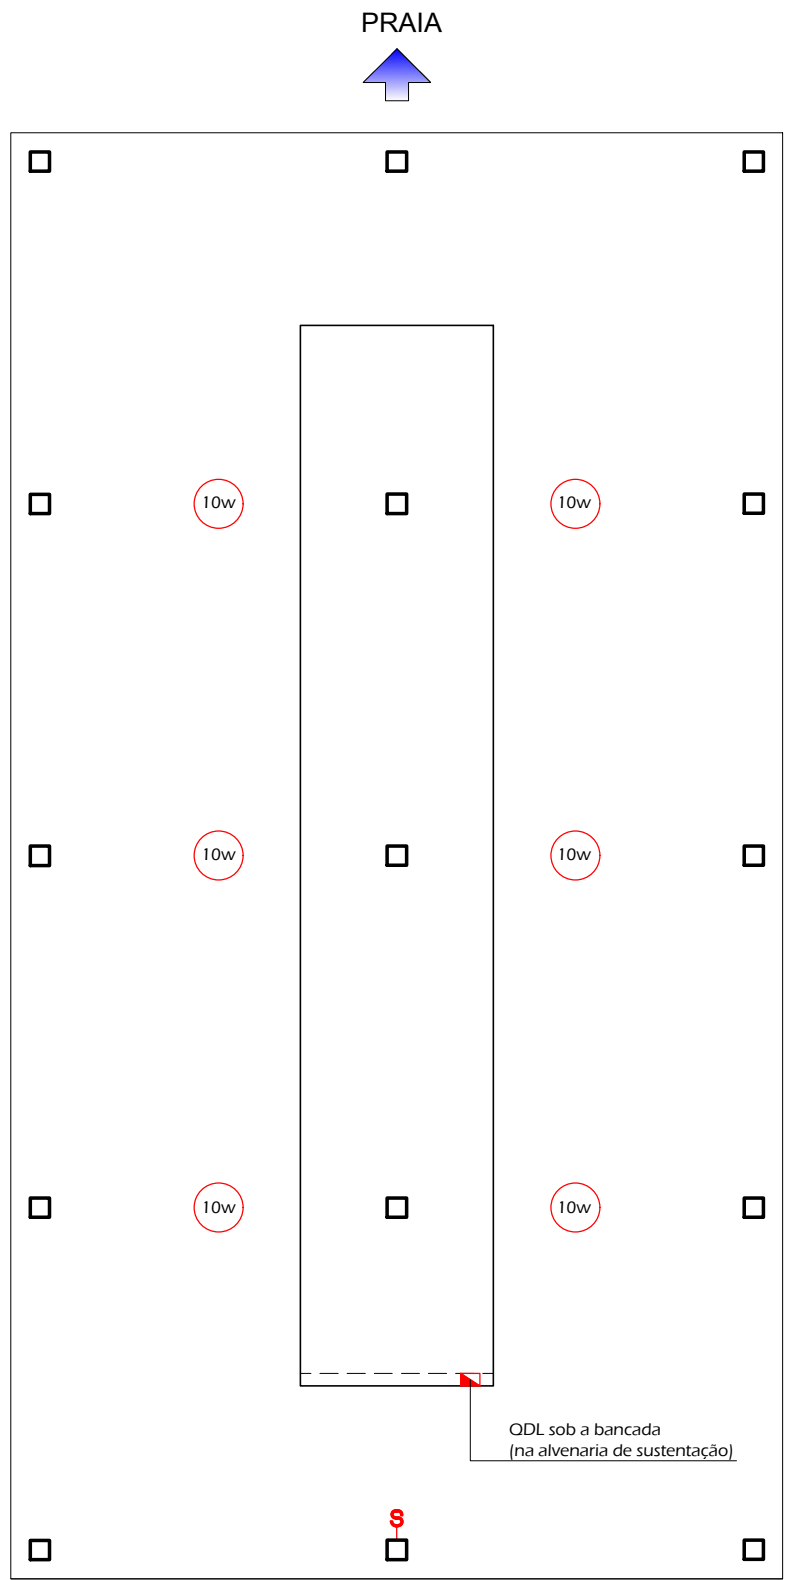 PRAIA
10w 10w
10w 10w
10w 10w
QDL sob a bancada
(na alvenaria de sustentação)
S